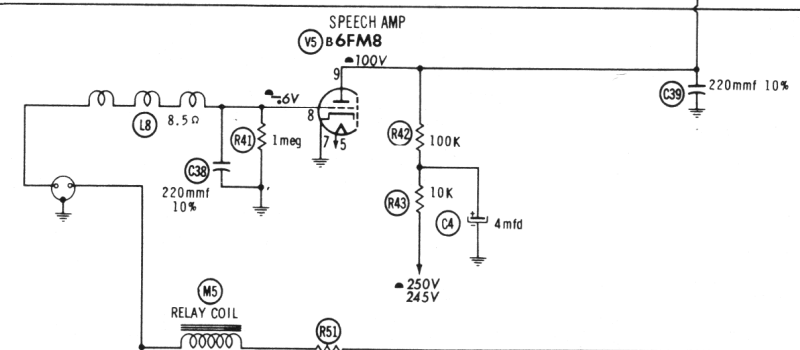 SPEECH AMP
V5 B 6FM8
100V
9
-.6V
8
7 5
L8
8.5Ω
R41 1meg
C38
220mmf
10%
R42 100K
R43 10K
C4 4mfd
250V
245V
C39 220mmf 10%
M5
RELAY COIL
R51